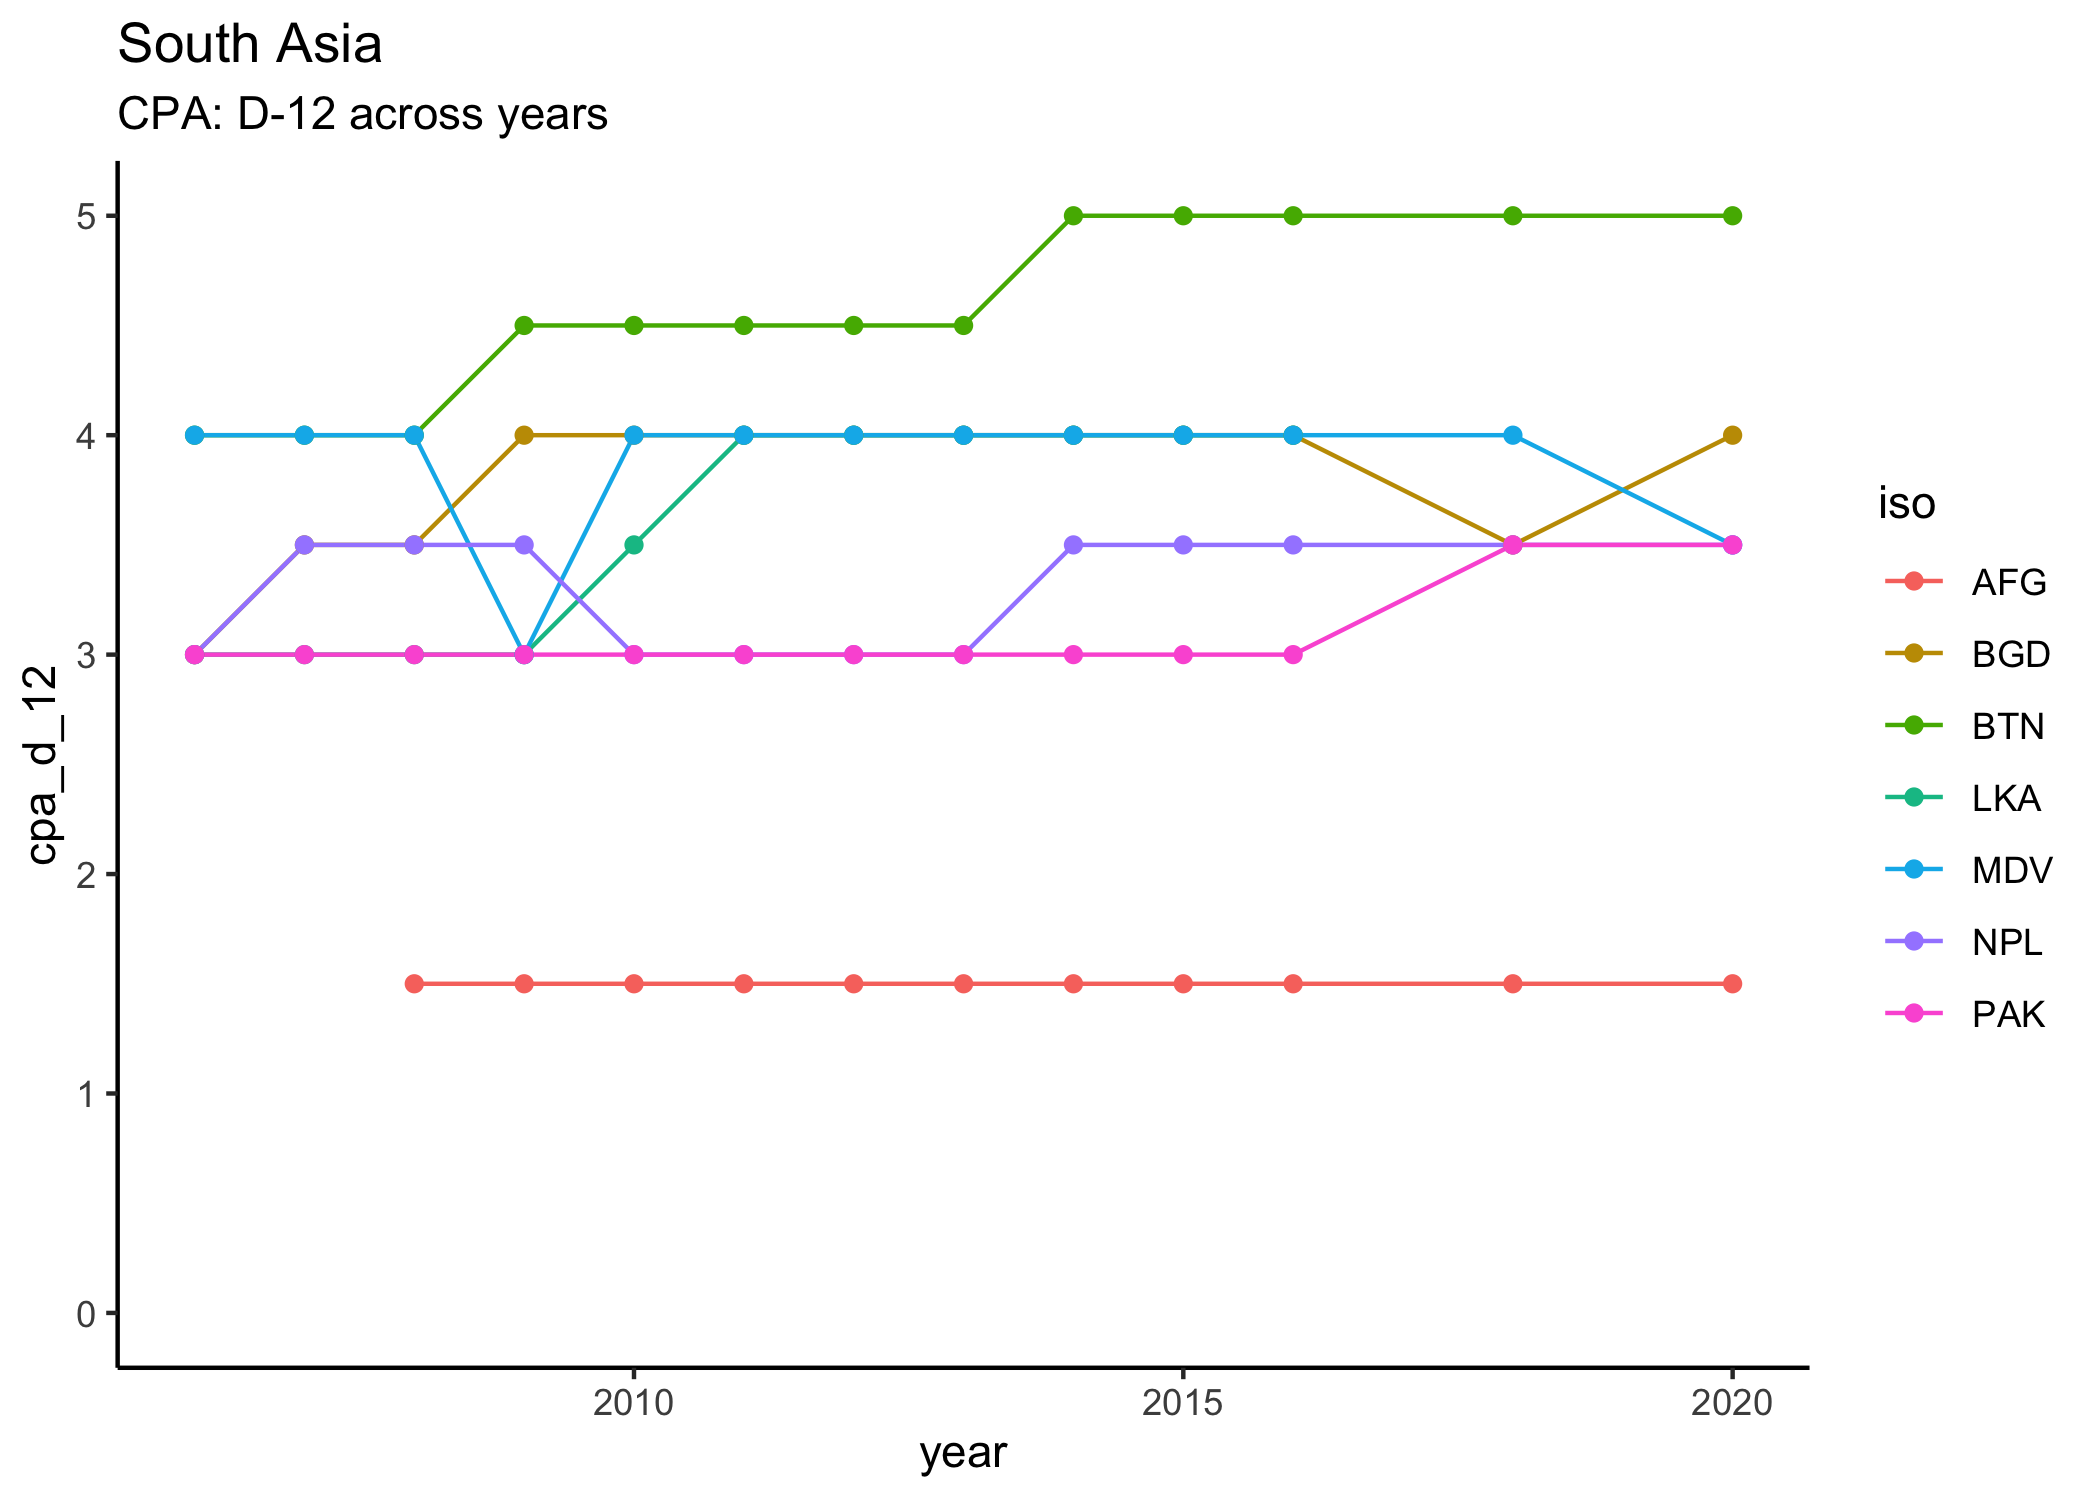 South Asia
CPA: D-12 across years
cpa_d_12
5
4
3
2
1
0
2010
2015
2020
year
iso
AFG
BGD
BTN
LKA
MDV
NPL
PAK